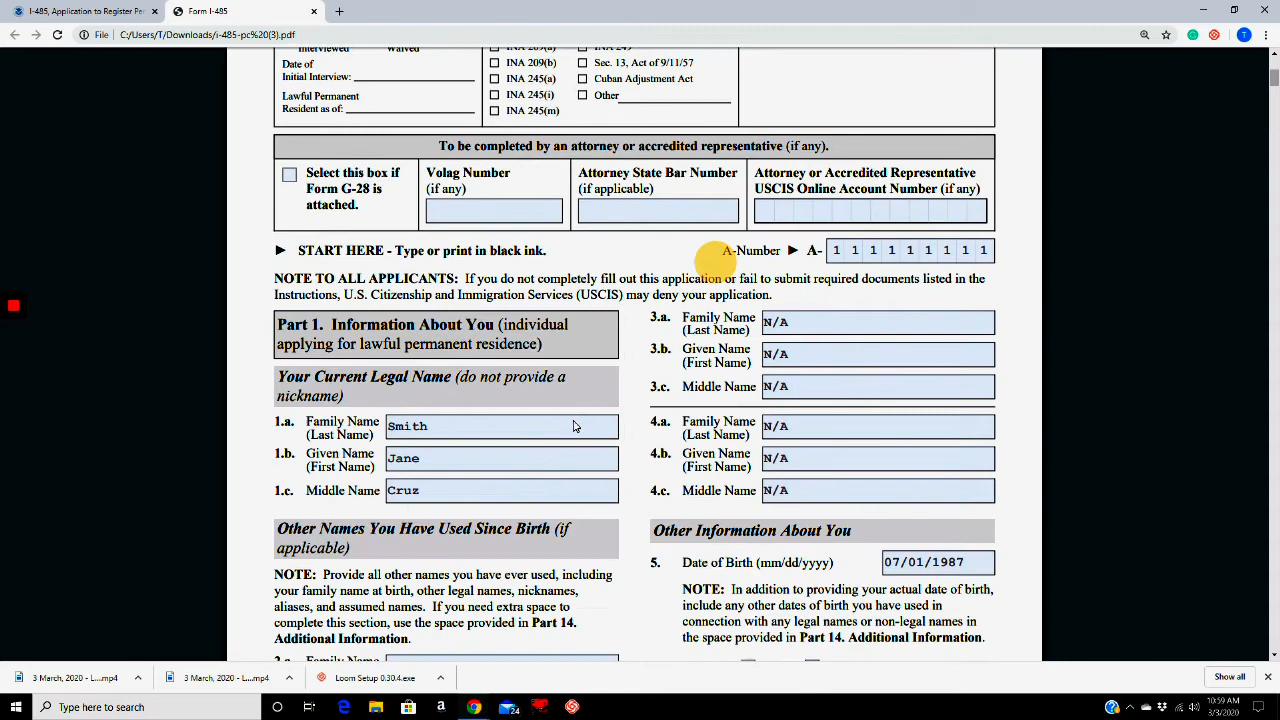 I-485, Application to Register Per
Form I-485
File
C:/Users/T/Downloads/i-485-pc%20(3).pdf
T
Interviewed
Waived
Date of
Initial Interview:
Lawful Permanent
Resident as of:
INA 209(a)
INA 209(b)
INA 245(a)
INA 245(i)
INA 245(m)
INA 249
Sec. 13, Act of 9/11/57
Cuban Adjustment Act
Other
To be completed by an attorney or accredited representative (if any).
Select this box if
Form G-28 is
attached.
Volag Number
(if any)
Attorney State Bar Number
(if applicable)
Attorney or Accredited Representative
USCIS Online Account Number (if any)
► START HERE - Type or print in black ink.
A-Number ► A- 1 1 1 1 1 1 1 1 1
NOTE TO ALL APPLICANTS: If you do not completely fill out this application or fail to submit required documents listed in the
Instructions, U.S. Citizenship and Immigration Services (USCIS) may deny your application.
Part 1. Information About You (individual
applying for lawful permanent residence)
Your Current Legal Name (do not provide a
nickname)
1.a. Family Name
(Last Name)
Smith
1.b. Given Name
(First Name)
Jane
1.c. Middle Name Cruz
Other Names You Have Used Since Birth (if
applicable)
NOTE: Provide all other names you have ever used, including
your family name at birth, other legal names, nicknames,
aliases, and assumed names. If you need extra space to
complete this section, use the space provided in Part 14.
Additional Information.
2.a. Family Name
3.a. Family Name
(Last Name)
N/A
3.b. Given Name
(First Name)
N/A
3.c. Middle Name N/A
4.a. Family Name
(Last Name)
N/A
4.b. Given Name
(First Name)
N/A
4.c. Middle Name N/A
Other Information About You
5. Date of Birth (mm/dd/yyyy) 07/01/1987
NOTE: In addition to providing your actual date of birth,
include any other dates of birth you have used in
connection with any legal names or non-legal names in
the space provided in Part 14. Additional Information.
3 March, 2020 - L....mp4
3 March, 2020 - L....mp4
Loom Setup 0.30.4.exe
Show all
Type here to search
a
24
10:59 AM
3/3/2020